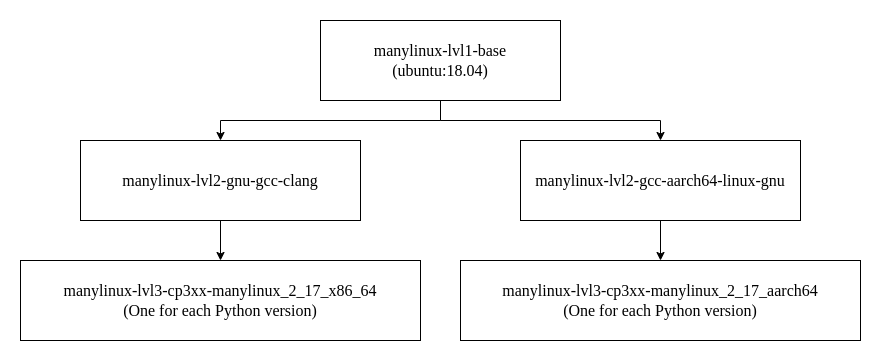 manylinux-lvl1-base
(ubuntu:18.04)
manylinux-lvl2-gnu-gcc-clang
manylinux-lvl2-gcc-aarch64-linux-gnu
manylinux-lvl3-cp3xx-manylinux_2_17_x86_64
(One for each Python version)
manylinux-lvl3-cp3xx-manylinux_2_17_aarch64
(One for each Python version)